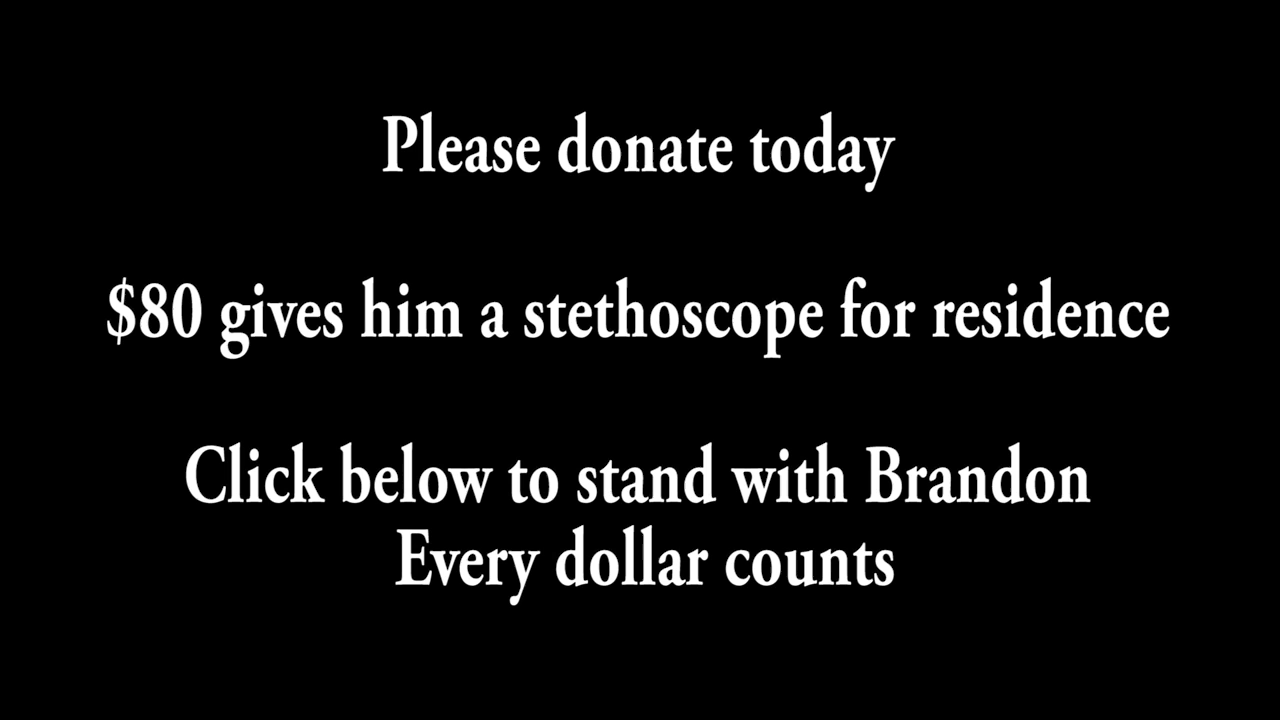 Please donate today
$80 gives him a stethoscope for residence
Click below to stand with Brandon
Every dollar counts